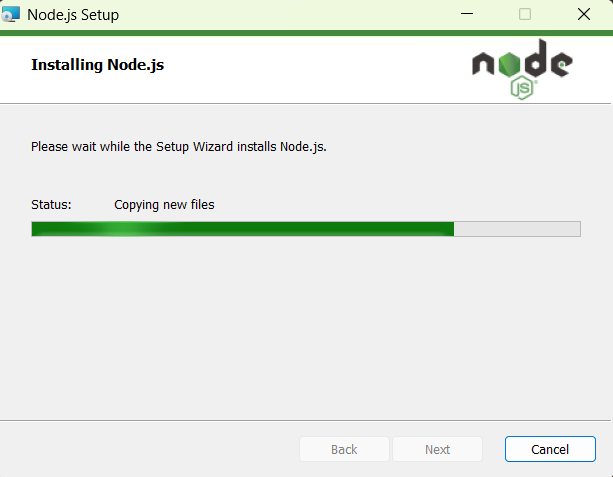 Node.js Setup
Installing Node.js
node
JS
Please wait while the Setup Wizard installs Node.js.
Status: Copying new files
Back Next Cancel